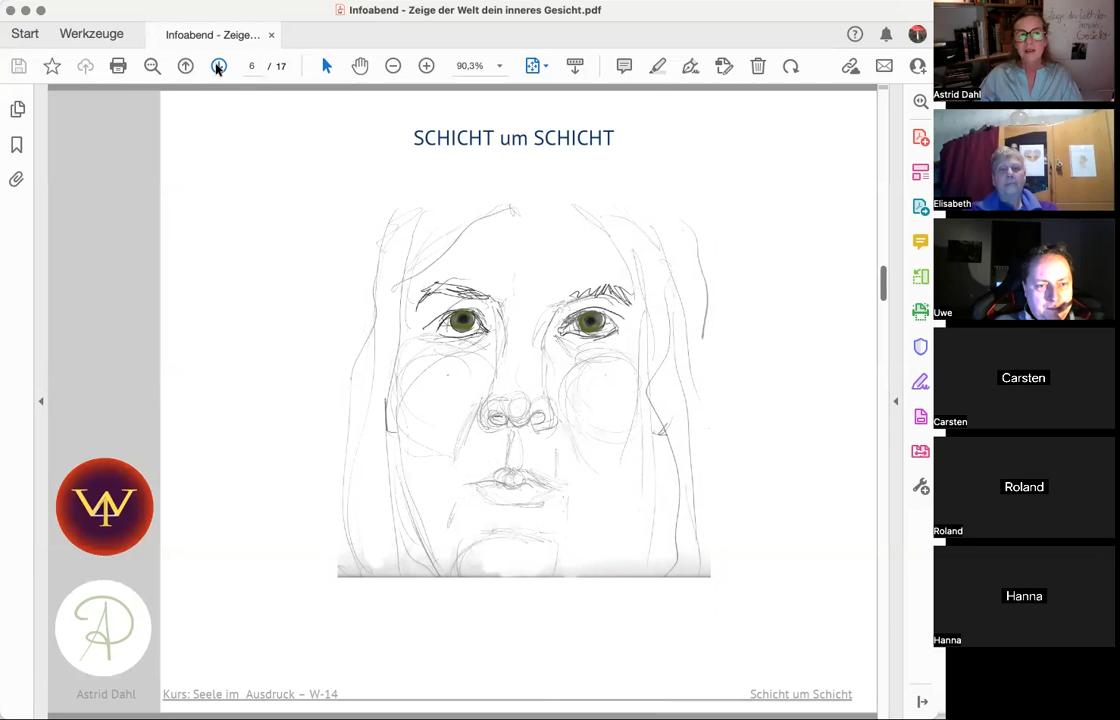 Infoabend - Zeige der Welt dein inneres Gesicht.pdf
Start
Werkzeuge
Infoabend - Zeige...
6 / 17
90,3%
SCHICHT um SCHICHT
W4
Astrid Dahl
Kurs: Seele im Ausdruck – W-14
Schicht um Schicht
Astrid Dahl
Elisabeth
Uwe
Carsten
Carsten
Roland
Roland
Hanna
Hanna